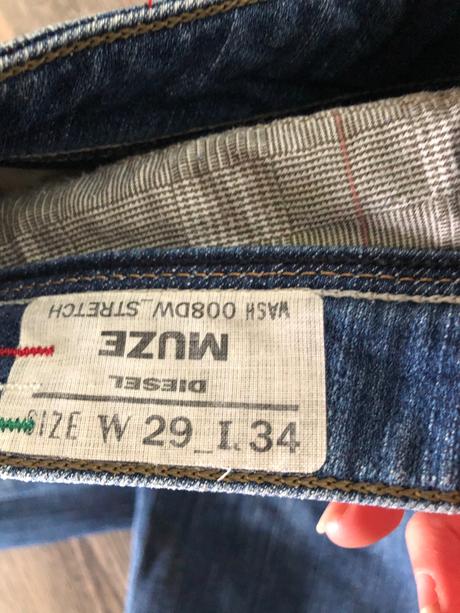 DIESEL
MUZE
WASH 008DW_STRETCH
SIZE W 29_L 34